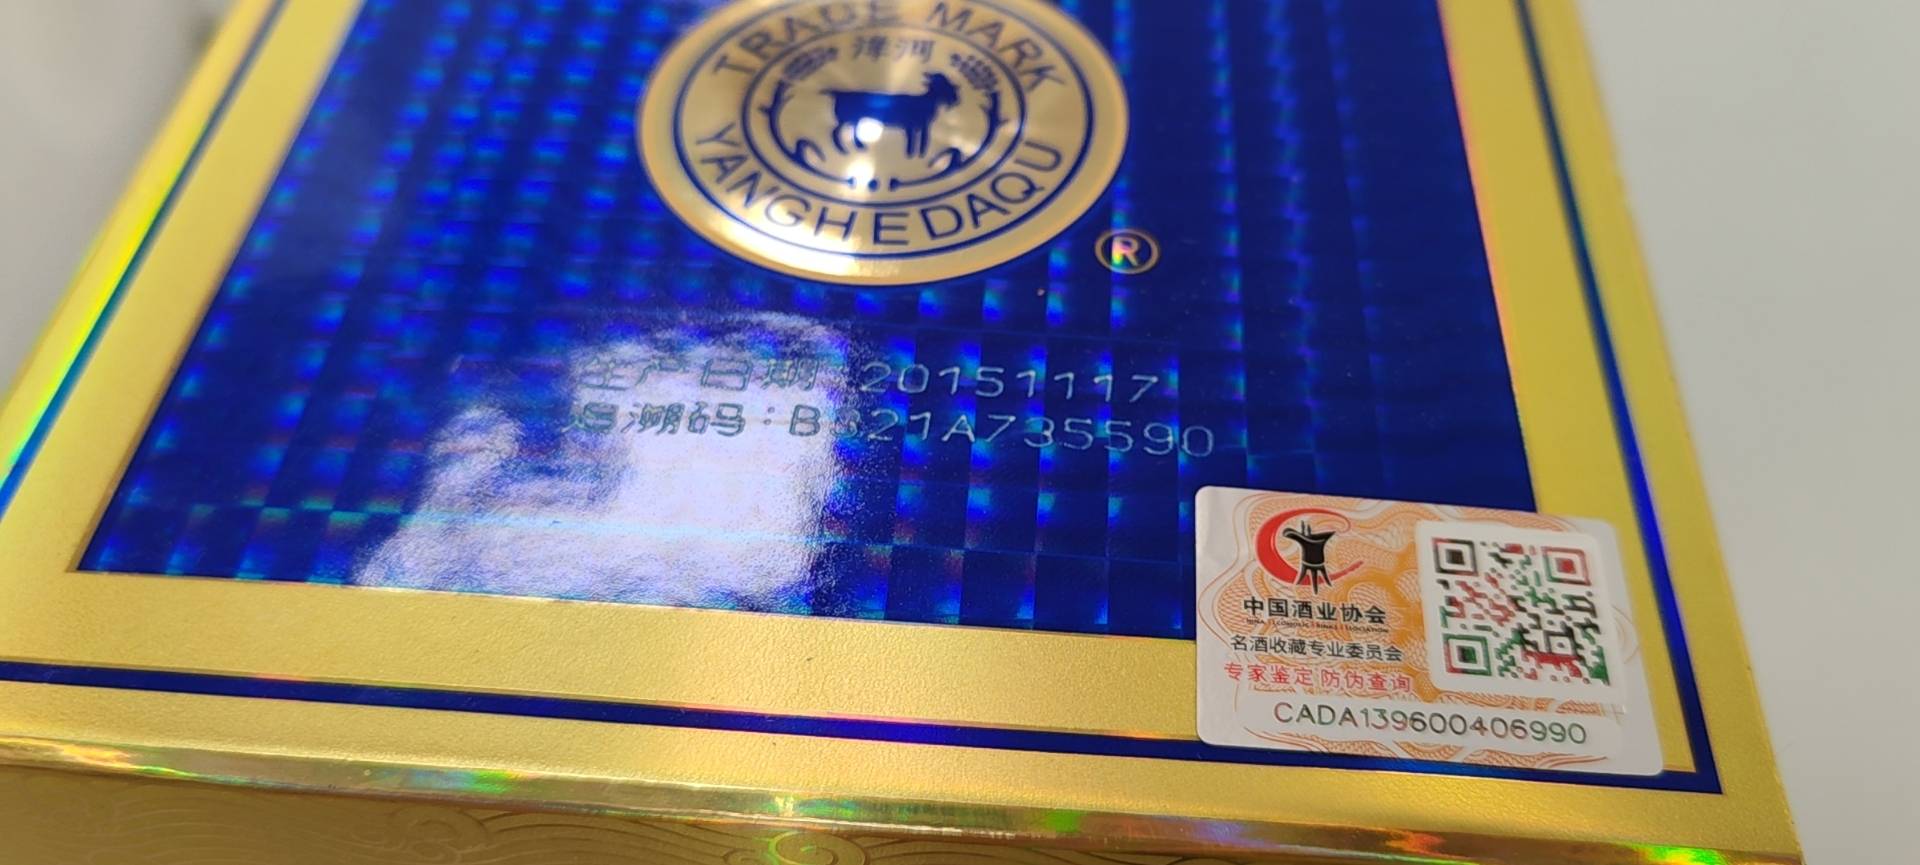 TRADE MARK
洋河
YANGHEDAQU
®
生产日期 20151117
追溯码:B321A735590
中国酒业协会
名酒收藏专业委员会
专家鉴定 防伪查询
CADA139600406990